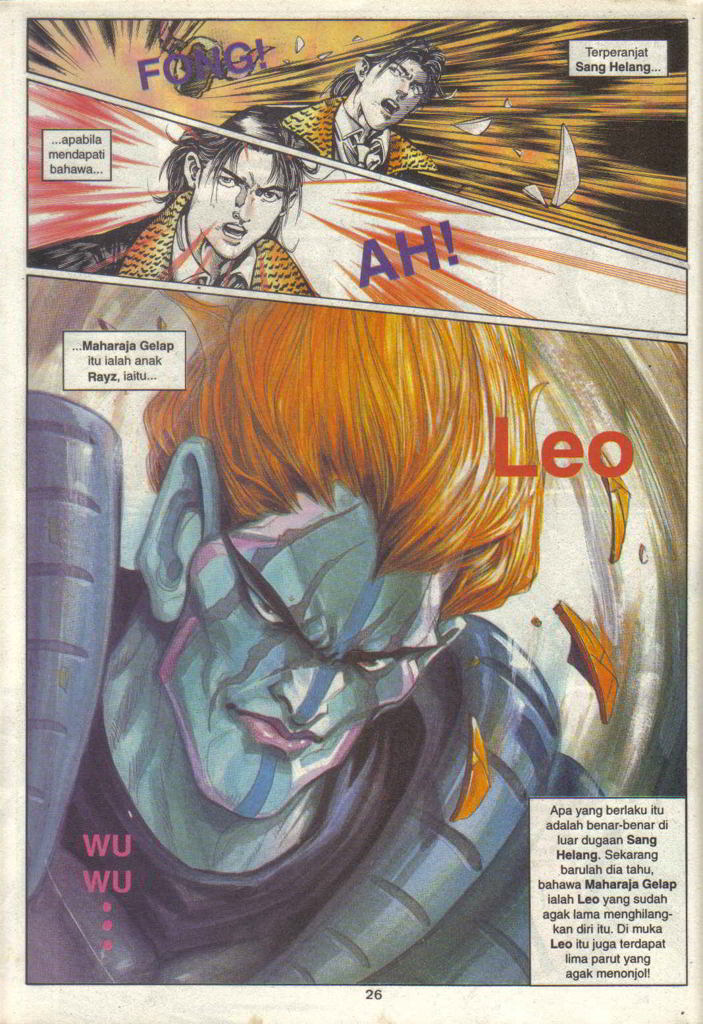 FONG!
Terperanjat
Sang Helang...
...apabila
mendapati
bahawa...
AH!
...Maharaja Gelap
itu ialah anak
Rayz, iaitu...
Leo
WU
WU
Apa yang berlaku itu
adalah benar-benar di
luar dugaan Sang
Helang. Sekarang
barulah dia tahu,
bahawa Maharaja Gelap
ialah Leo yang sudah
agak lama menghilang-
kan diri itu. Di muka
Leo itu juga terdapat
lima parut yang
agak menonjol!
26